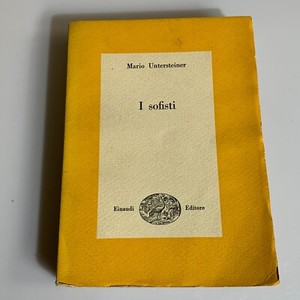 Mario Untersteiner
I sofisti
Einaudi Editore